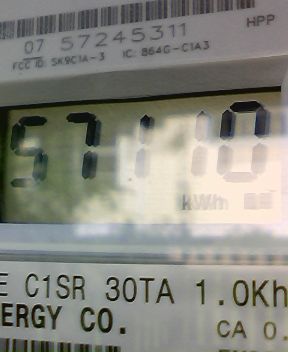 HPP
07 57245311
FCC ID: SK9C1A-3 IC: 864G-C1A3
57110
kWh
E C1SR 30TA 1.0Kh
ERGY CO.
CA 0.